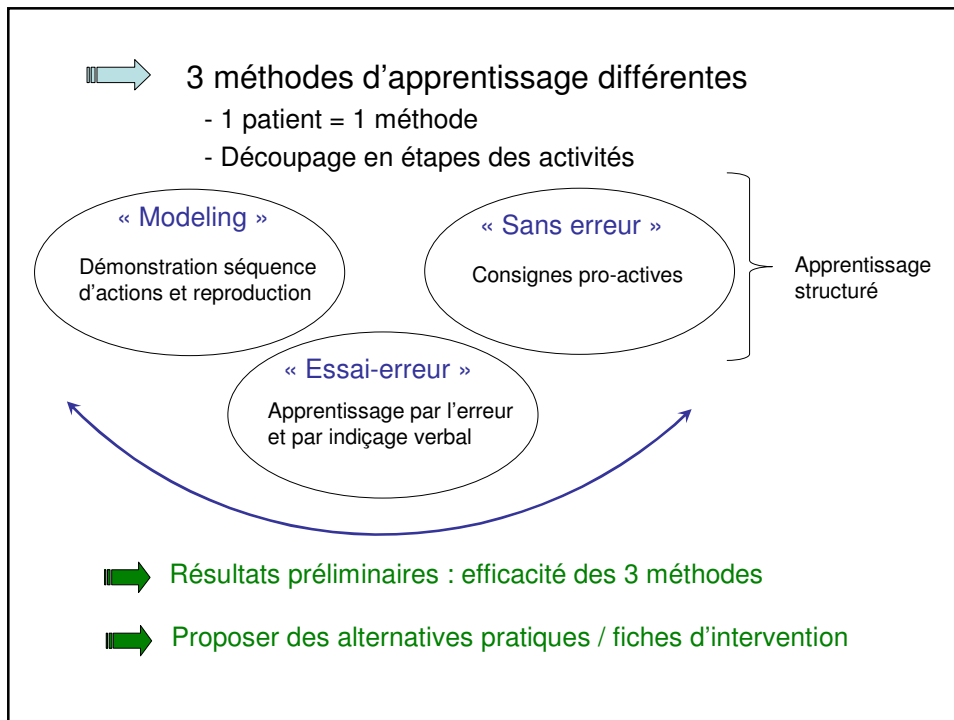 3 méthodes d'apprentissage différentes
- 1 patient = 1 méthode
- Découpage en étapes des activités
« Modeling »
Démonstration séquence
d'actions et reproduction
« Sans erreur »
Consignes pro-actives
Apprentissage
structuré
« Essai-erreur »
Apprentissage par l'erreur
et par indiçage verbal
Résultats préliminaires : efficacité des 3 méthodes
Proposer des alternatives pratiques / fiches d'intervention